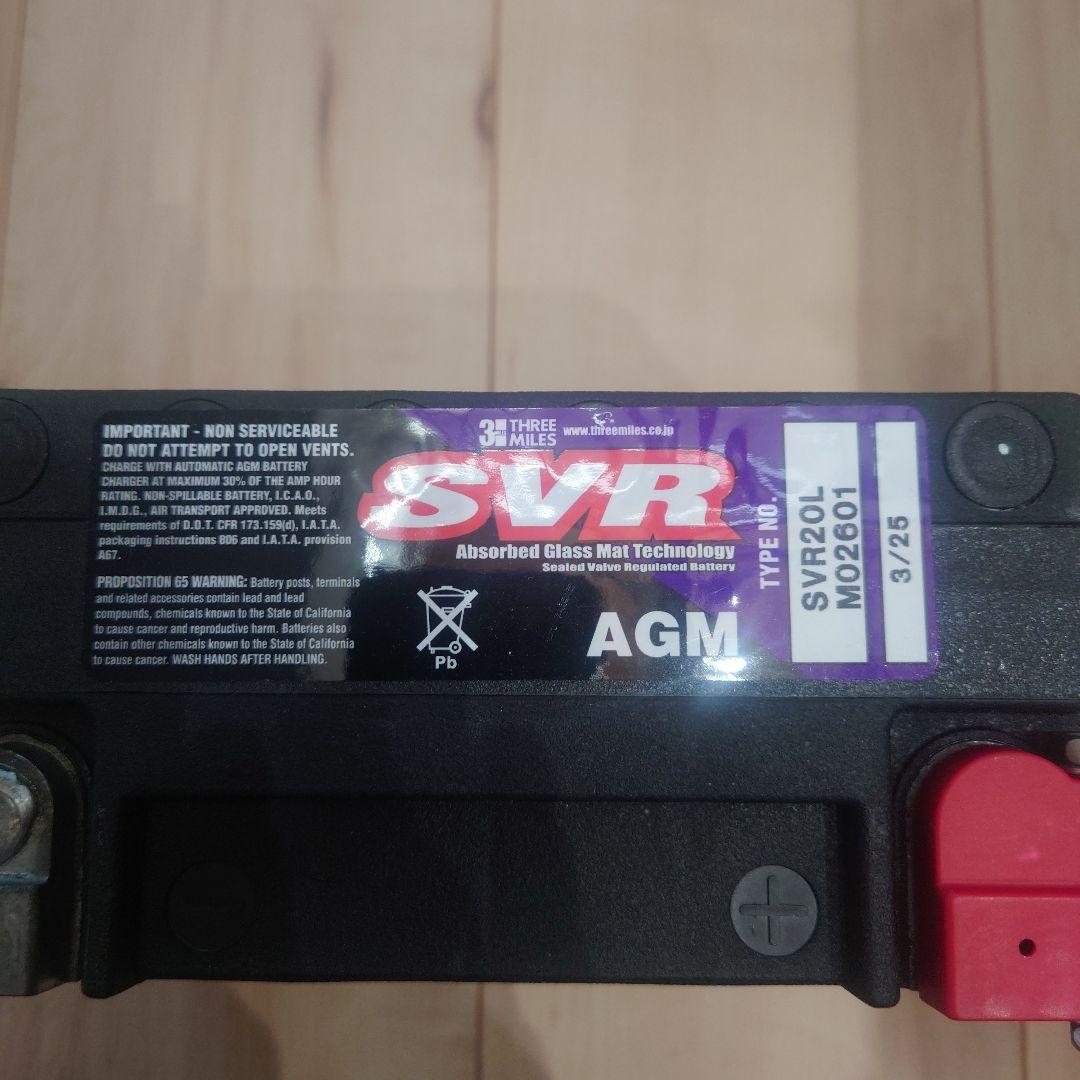 IMPORTANT - NON SERVICEABLE
DO NOT ATTEMPT TO OPEN VENTS.
CHARGE WITH AUTOMATIC AGM BATTERY
CHARGER AT MAXIMUM 30% OF THE AMP HOUR
RATING. NON-SPILLABLE BATTERY, I.C.A.O.,
I.M.D.G., AIR TRANSPORT APPROVED. Meets
requirements of D.D.T. CFR 173.159(d), I.A.T.A.
packaging instructions 806 and I.A.T.A. provision
A67.
PROPOSITION 65 WARNING: Battery posts, terminals
and related accessories contain lead and lead
compounds, chemicals known to the State of California
to cause cancer and reproductive harm. Batteries also
contain other chemicals known to the State of California
to cause cancer. WASH HANDS AFTER HANDLING.
THREE
MILES
www.threemiles.co.jp
SVR
Absorbed Glass Mat Technology
Sealed Valve Regulated Battery
Pb
AGM
TYPE NO.
SVR20L
M02601
3/25
+